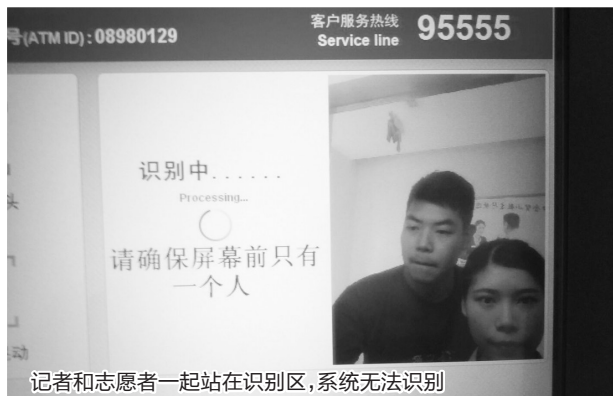 客户服务热线 95555
号(ATM ID):08980129
Service line
识别中......
Processing...
请确保屏幕前只有
一个人
记者和志愿者一起站在识别区,系统无法识别